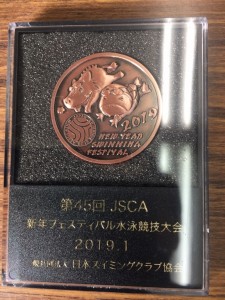 2019
NEW YEAR
SWIMMING
FESTIVAL
第45回 JSCA
新年フェスティバル水泳競技大会
2019.1
一般社団法人 日本スイミングクラブ協会